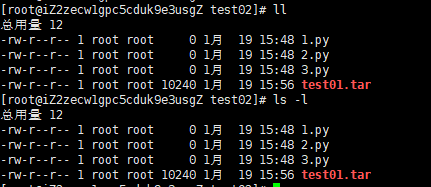 [root@iZ2zecw1gpc5cduk9e3usgZ test02]# ll
总用量 12
-rw-r--r-- 1 root root     0 1月  19 15:48 1.py
-rw-r--r-- 1 root root     0 1月  19 15:48 2.py
-rw-r--r-- 1 root root     0 1月  19 15:48 3.py
-rw-r--r-- 1 root root 10240 1月  19 15:56 test01.tar
[root@iZ2zecw1gpc5cduk9e3usgZ test02]# ls -l
总用量 12
-rw-r--r-- 1 root root     0 1月  19 15:48 1.py
-rw-r--r-- 1 root root     0 1月  19 15:48 2.py
-rw-r--r-- 1 root root     0 1月  19 15:48 3.py
-rw-r--r-- 1 root root 10240 1月  19 15:56 test01.tar
[root@iZ2zecw1gpc5cduk9e3usgZ test02]#